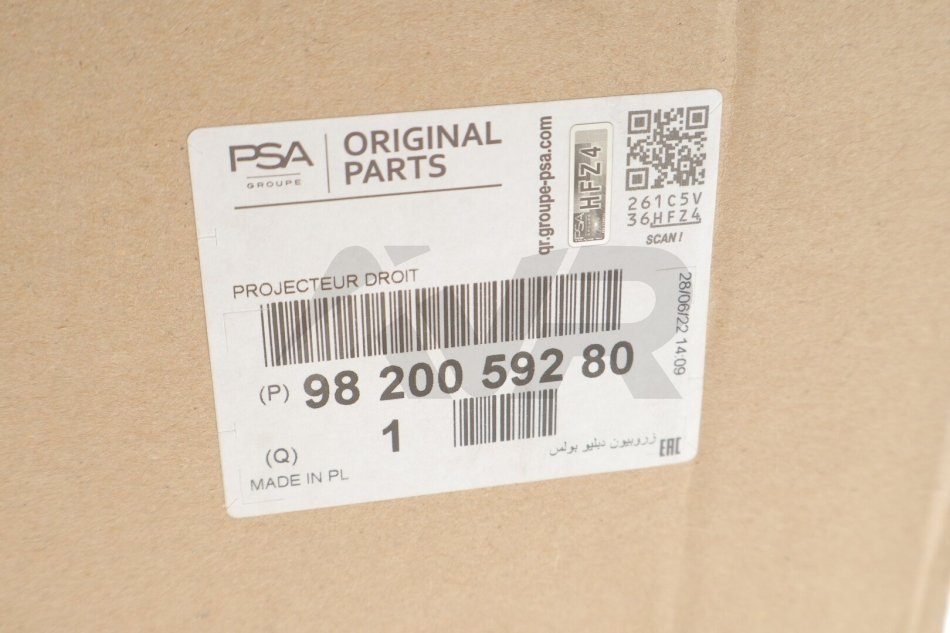 PSA
GROUPE
ORIGINAL
PARTS
qr.groupe-psa.com
PSA
HFZ4
261C5V
36HFZ4
SCAN!
PROJECTEUR DROIT
28/06/22 14:09
(P) 98 200 592 80
(Q) 1
MADE IN PL
زروبيون دبليو بولس
EAC